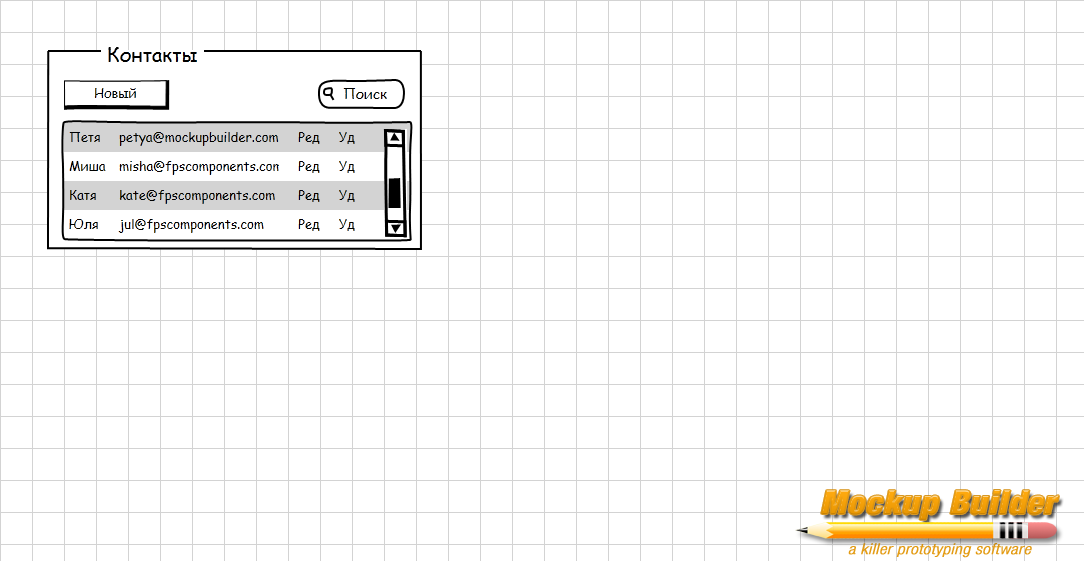 Контакты
Новый
Поиск
Петя petya@mockupbuilder.com Ред Уд
Миша misha@fpscomponents.con Ред Уд
Катя kate@fpscomponents.com Ред Уд
Юля jul@fpscomponents.com Ред Уд
Mockup Builder
a killer prototyping software